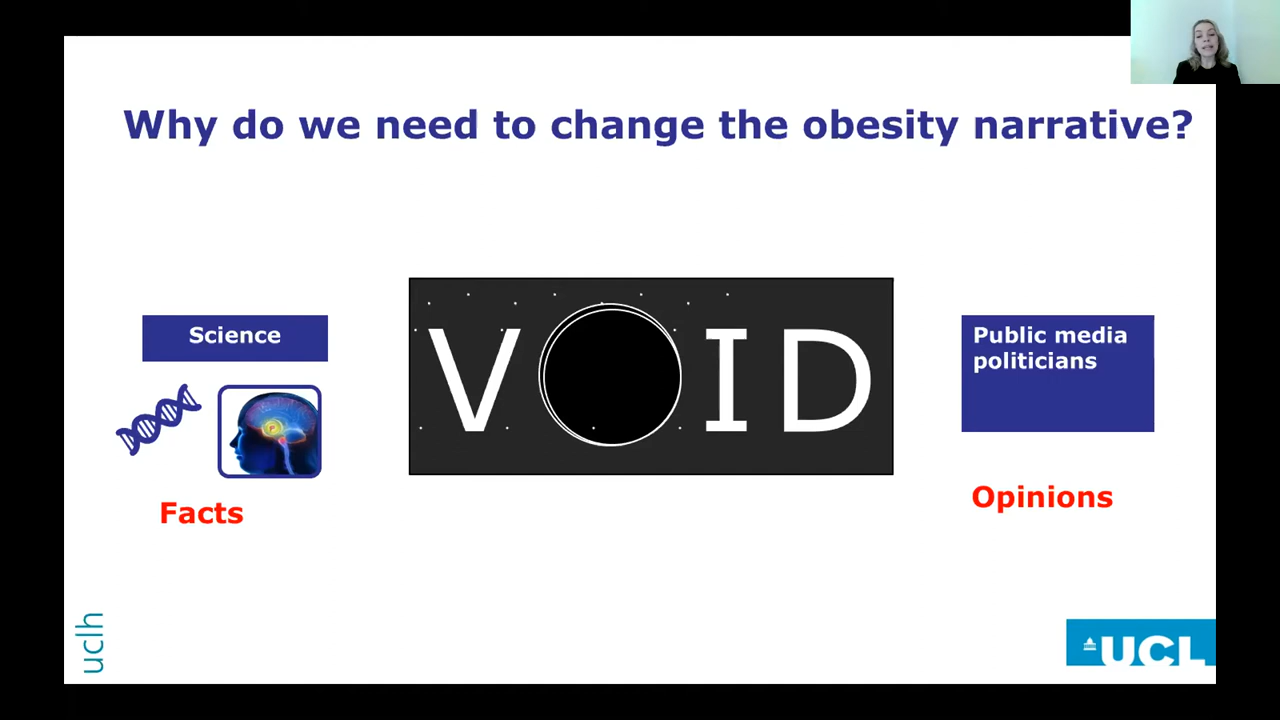 Why do we need to change the obesity narrative?
Science
Facts
VOID
Public media
politicians
Opinions
uclh
UCL